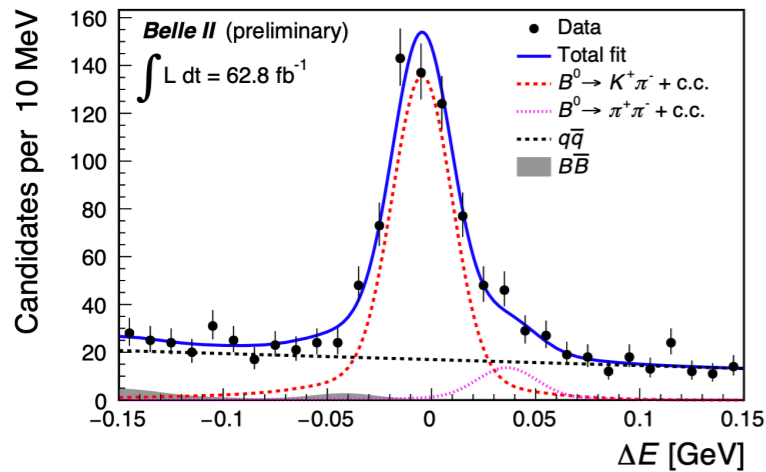 Candidates per 10 MeV
160
140
120
100
80
60
40
20
0
Belle II (preliminary)
∫ L dt = 62.8 fb⁻¹
Data
Total fit
B⁰→ K⁺π⁻ + c.c.
B⁰→ π⁺π⁻ + c.c.
qq̅
BB̅
−0.15 −0.1 −0.05 0 0.05 0.1 0.15
ΔE [GeV]